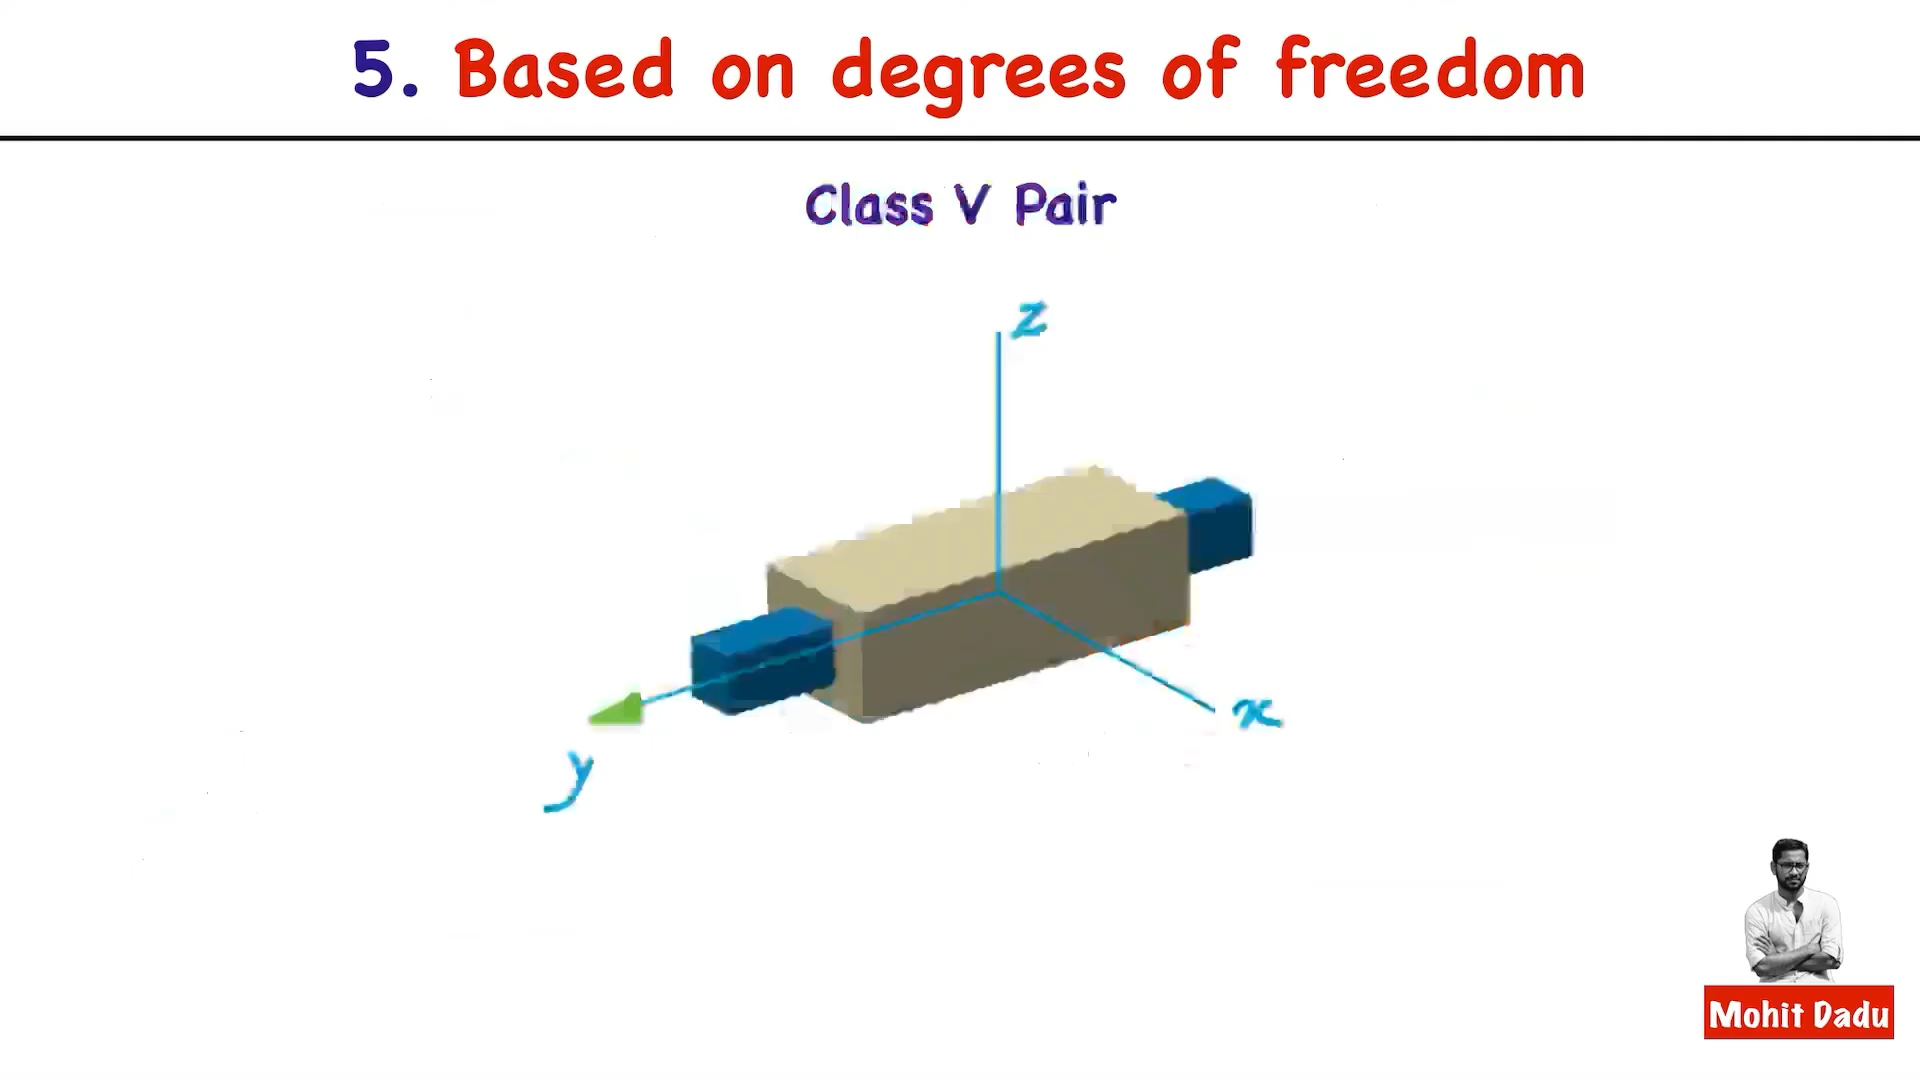 5. Based on degrees of freedom
Class V Pair
z
x
y
Mohit Dadu